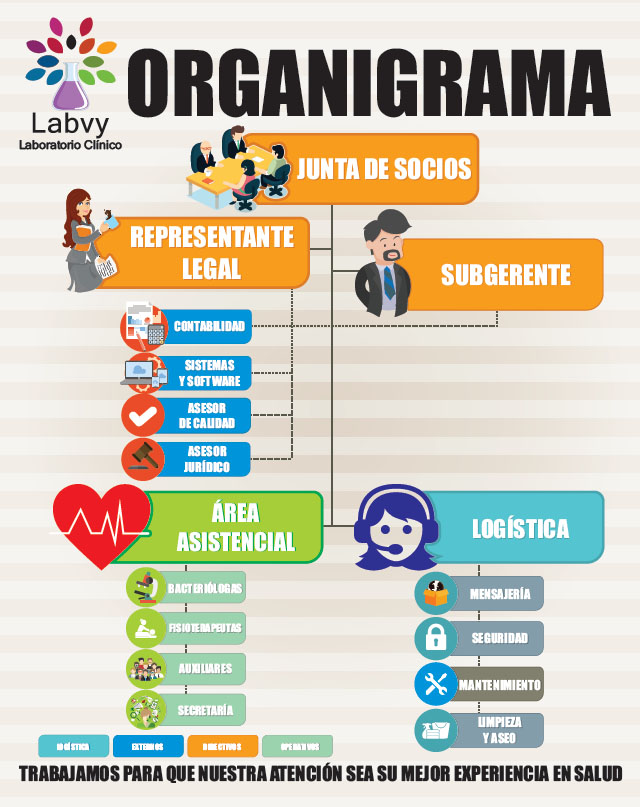 ORGANIGRAMA
Labvy
Laboratorio Clínico
JUNTA DE SOCIOS
REPRESENTANTE
LEGAL
SUBGERENTE
CONTABILIDAD
SISTEMAS
Y SOFTWARE
ASESOR
DE CALIDAD
ASESOR
JURÍDICO
ÁREA
ASISTENCIAL
BACTERIÓLOGAS
FISIOTERAPEUTAS
AUXILIARES
SECRETARÍA
LOGÍSTICA
MENSAJERÍA
SEGURIDAD
MANTENIMIENTO
LIMPIEZA
Y ASEO
LOGÍSTICA
EXTERNOS
DIRECTIVOS
OPERATIVOS
TRABAJAMOS PARA QUE NUESTRA ATENCIÓN SEA SU MEJOR EXPERIENCIA EN SALUD